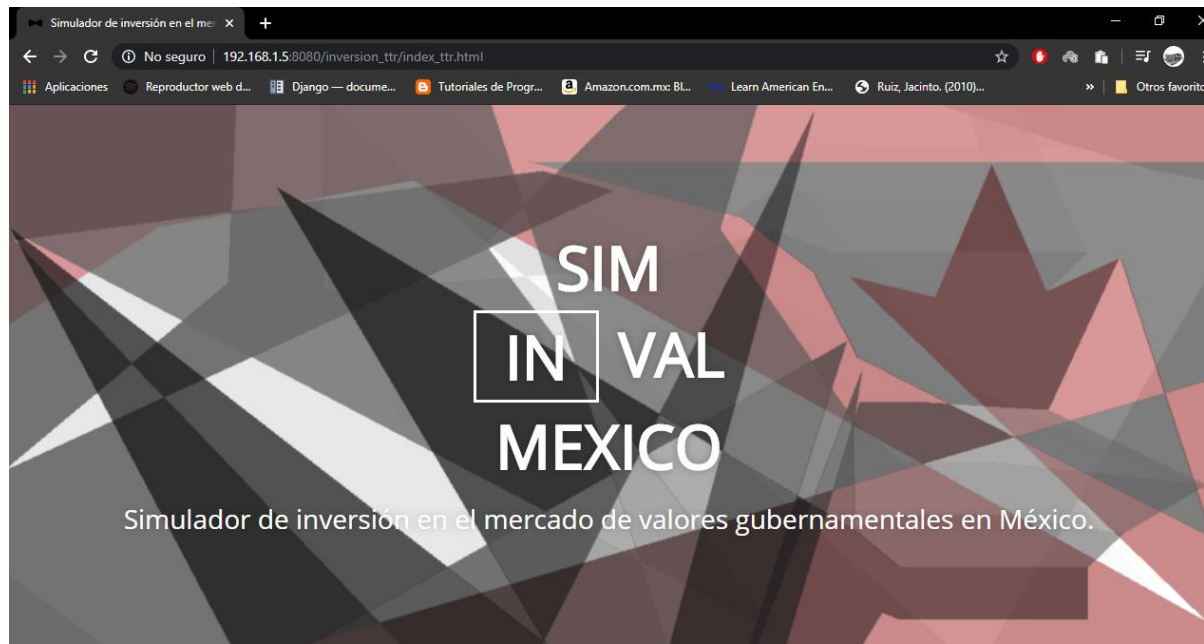 Simulador de inversión en el mer
No seguro | 192.168.1.5:8080/inversion_ttr/index_ttr.html
Aplicaciones Reproductor web d... Django — docume... Tutoriales de Progr... Amazon.com.mx: Bl... Learn American En... Ruiz, Jacinto. (2010)... » Otros favorito
SIM
IN VAL
MEXICO
Simulador de inversión en el mercado de valores gubernamentales en México.